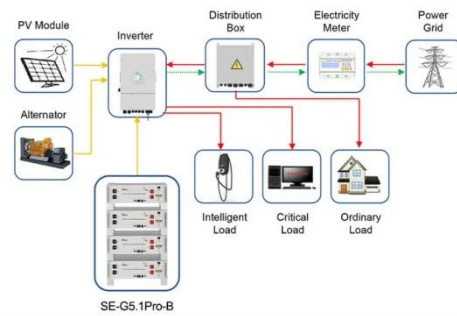 PV Module
Inverter
Distribution
Box
Electricity
Meter
Power
Grid
Alternator
Intelligent
Load
Critical
Load
Ordinary
Load
SE-G5.1Pro-B